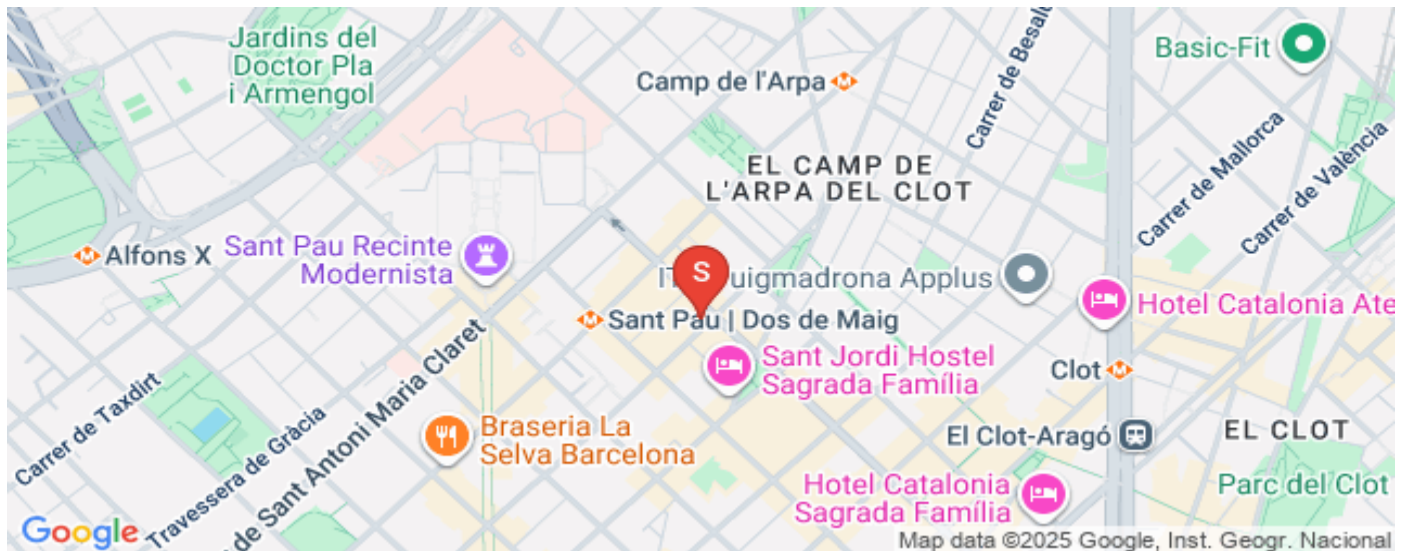 Jardins del
Doctor Pla
i Armengol
Camp de l'Arpa
Carrer de Besalú
Basic-Fit
EL CAMP DE
L'ARPA DEL CLOT
Carrer de Mallorca
Carrer de València
Alfons X
Sant Pau Recinte
Modernista
S
Puigmadrona Applus
Hotel Catalonia Ate
Sant Pau | Dos de Maig
Sant Jordi Hostel
Sagrada Família
Clot
Carrer de Taxdirt
Travessera de Gràcia
de Sant Antoni Maria Claret
Braseria La
Selva Barcelona
El Clot-Aragó
EL CLOT
Hotel Catalonia
Sagrada Família
Parc del Clot
Google
Map data ©2025 Google, Inst. Geogr. Nacional